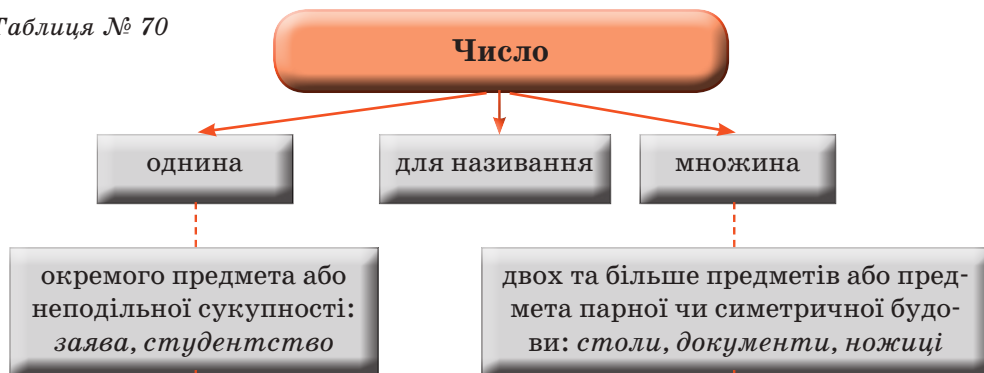 Таблиця № 70
Число
однина
для називання
множина
окремого предмета або
неподільної сукупності:
заява, студентство
двох та більше предметів або пред-
мета парної чи симетричної будо-
ви: столи, документи, ножиці